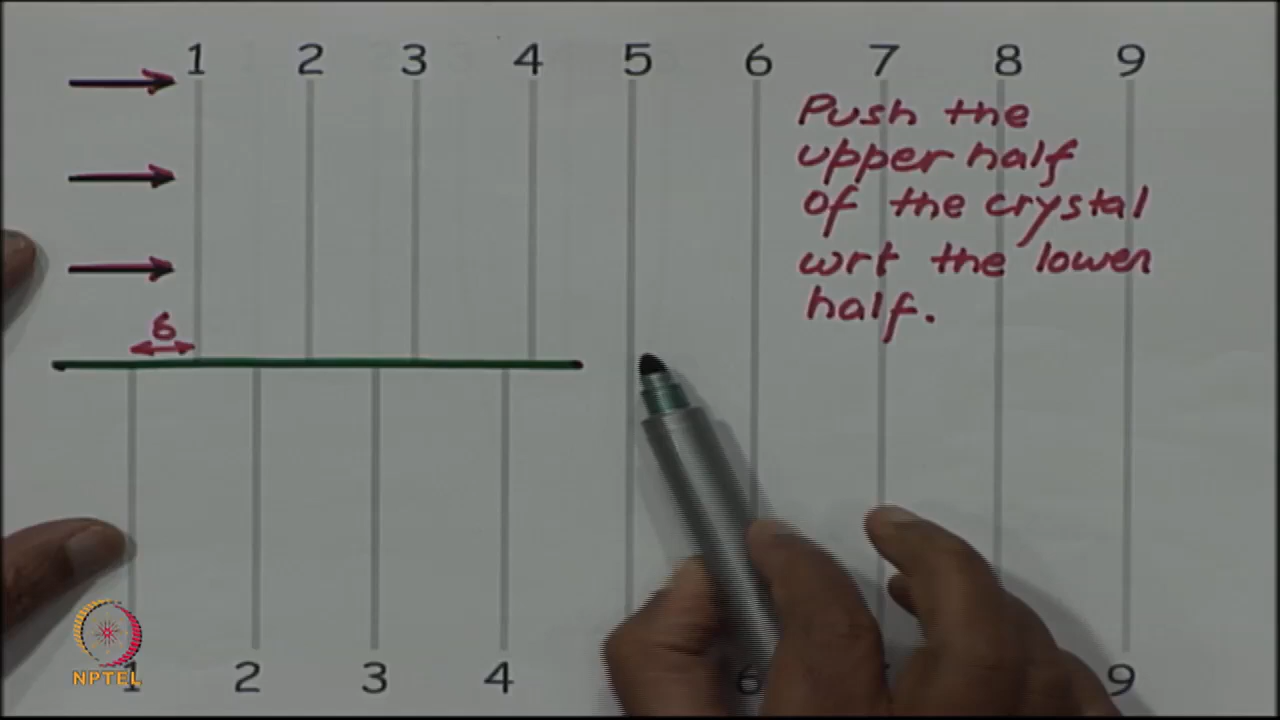 1 2 3 4 5 6 7 8 9
Push the
upper half
of the crystal
wrt the lower
half.
1 2 3 4 6 9
NPTEL